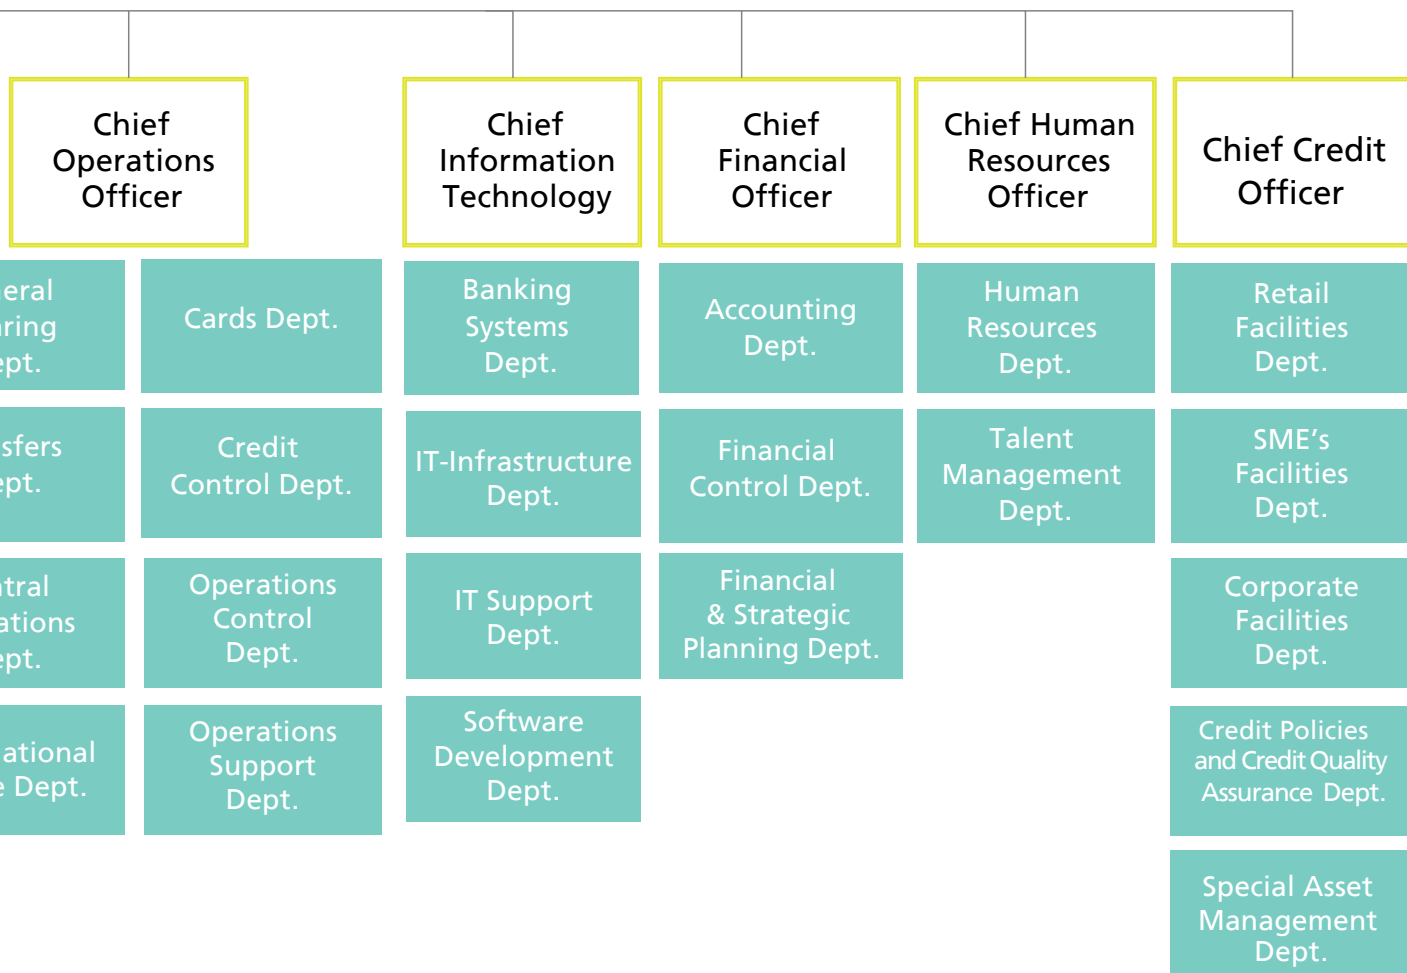 Chief
Operations
Officer
Chief
Information
Technology
Chief
Financial
Officer
Chief Human
Resources
Officer
Chief Credit
Officer
Cards Dept.
Credit
Control Dept.
Operations
Control
Dept.
Operations
Support
Dept.
Banking
Systems
Dept.
IT-Infrastructure
Dept.
IT Support
Dept.
Software
Development
Dept.
Accounting
Dept.
Financial
Control Dept.
Financial
& Strategic
Planning Dept.
Human
Resources
Dept.
Talent
Management
Dept.
Retail
Facilities
Dept.
SME's
Facilities
Dept.
Corporate
Facilities
Dept.
Credit Policies
and Credit Quality
Assurance Dept.
Special Asset
Management
Dept.
Dept.